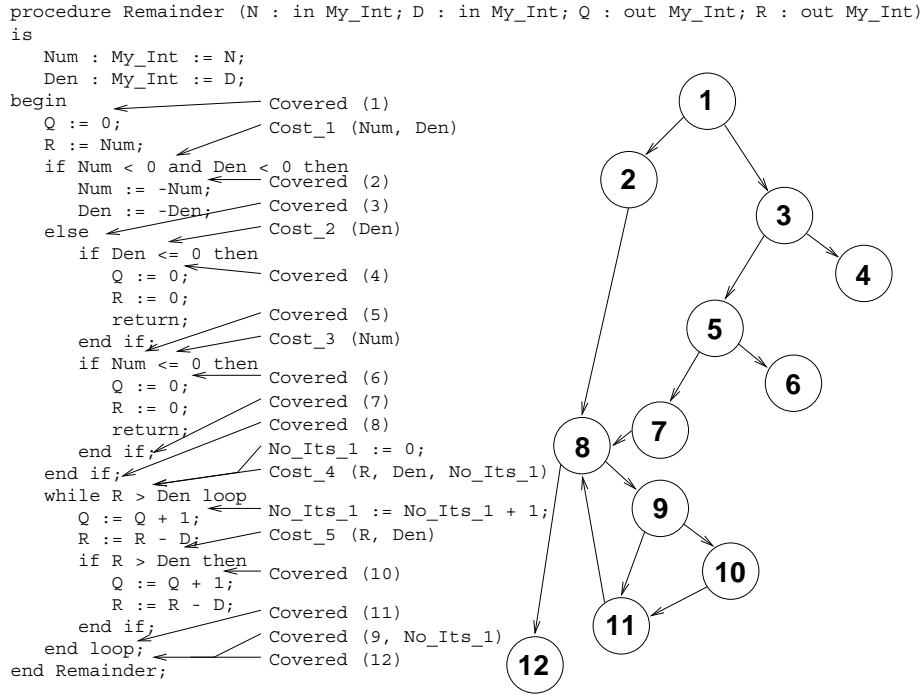 procedure Remainder (N : in My_Int; D : in My_Int; Q : out My_Int; R : out My_Int)
is
Num : My_Int := N;
Den : My_Int := D;
begin
Covered (1)
Q := 0;
Cost_1 (Num, Den)
R := Num;
if Num < 0 and Den < 0 then
Covered (2)
Num := -Num;
Covered (3)
Den := -Den;
Cost_2 (Den)
else
if Den <= 0 then
Covered (4)
Q := 0;
R := 0;
return;
Covered (5)
end if;
Cost_3 (Num)
if Num <= 0 then
Covered (6)
Q := 0;
Covered (7)
R := 0;
Covered (8)
return;
No_Its_1 := 0;
end if;
Cost_4 (R, Den, No_Its_1)
end if;
while R > Den loop
No_Its_1 := No_Its_1 + 1;
Q := Q + 1;
Cost_5 (R, Den)
R := R - D;
if R > Den then
Covered (10)
Q := Q + 1;
R := R - D;
Covered (11)
end if;
Covered (9, No_Its_1)
end loop;
Covered (12)
end Remainder;
1
2
3
4
5
6
7
8
9
10
11
12